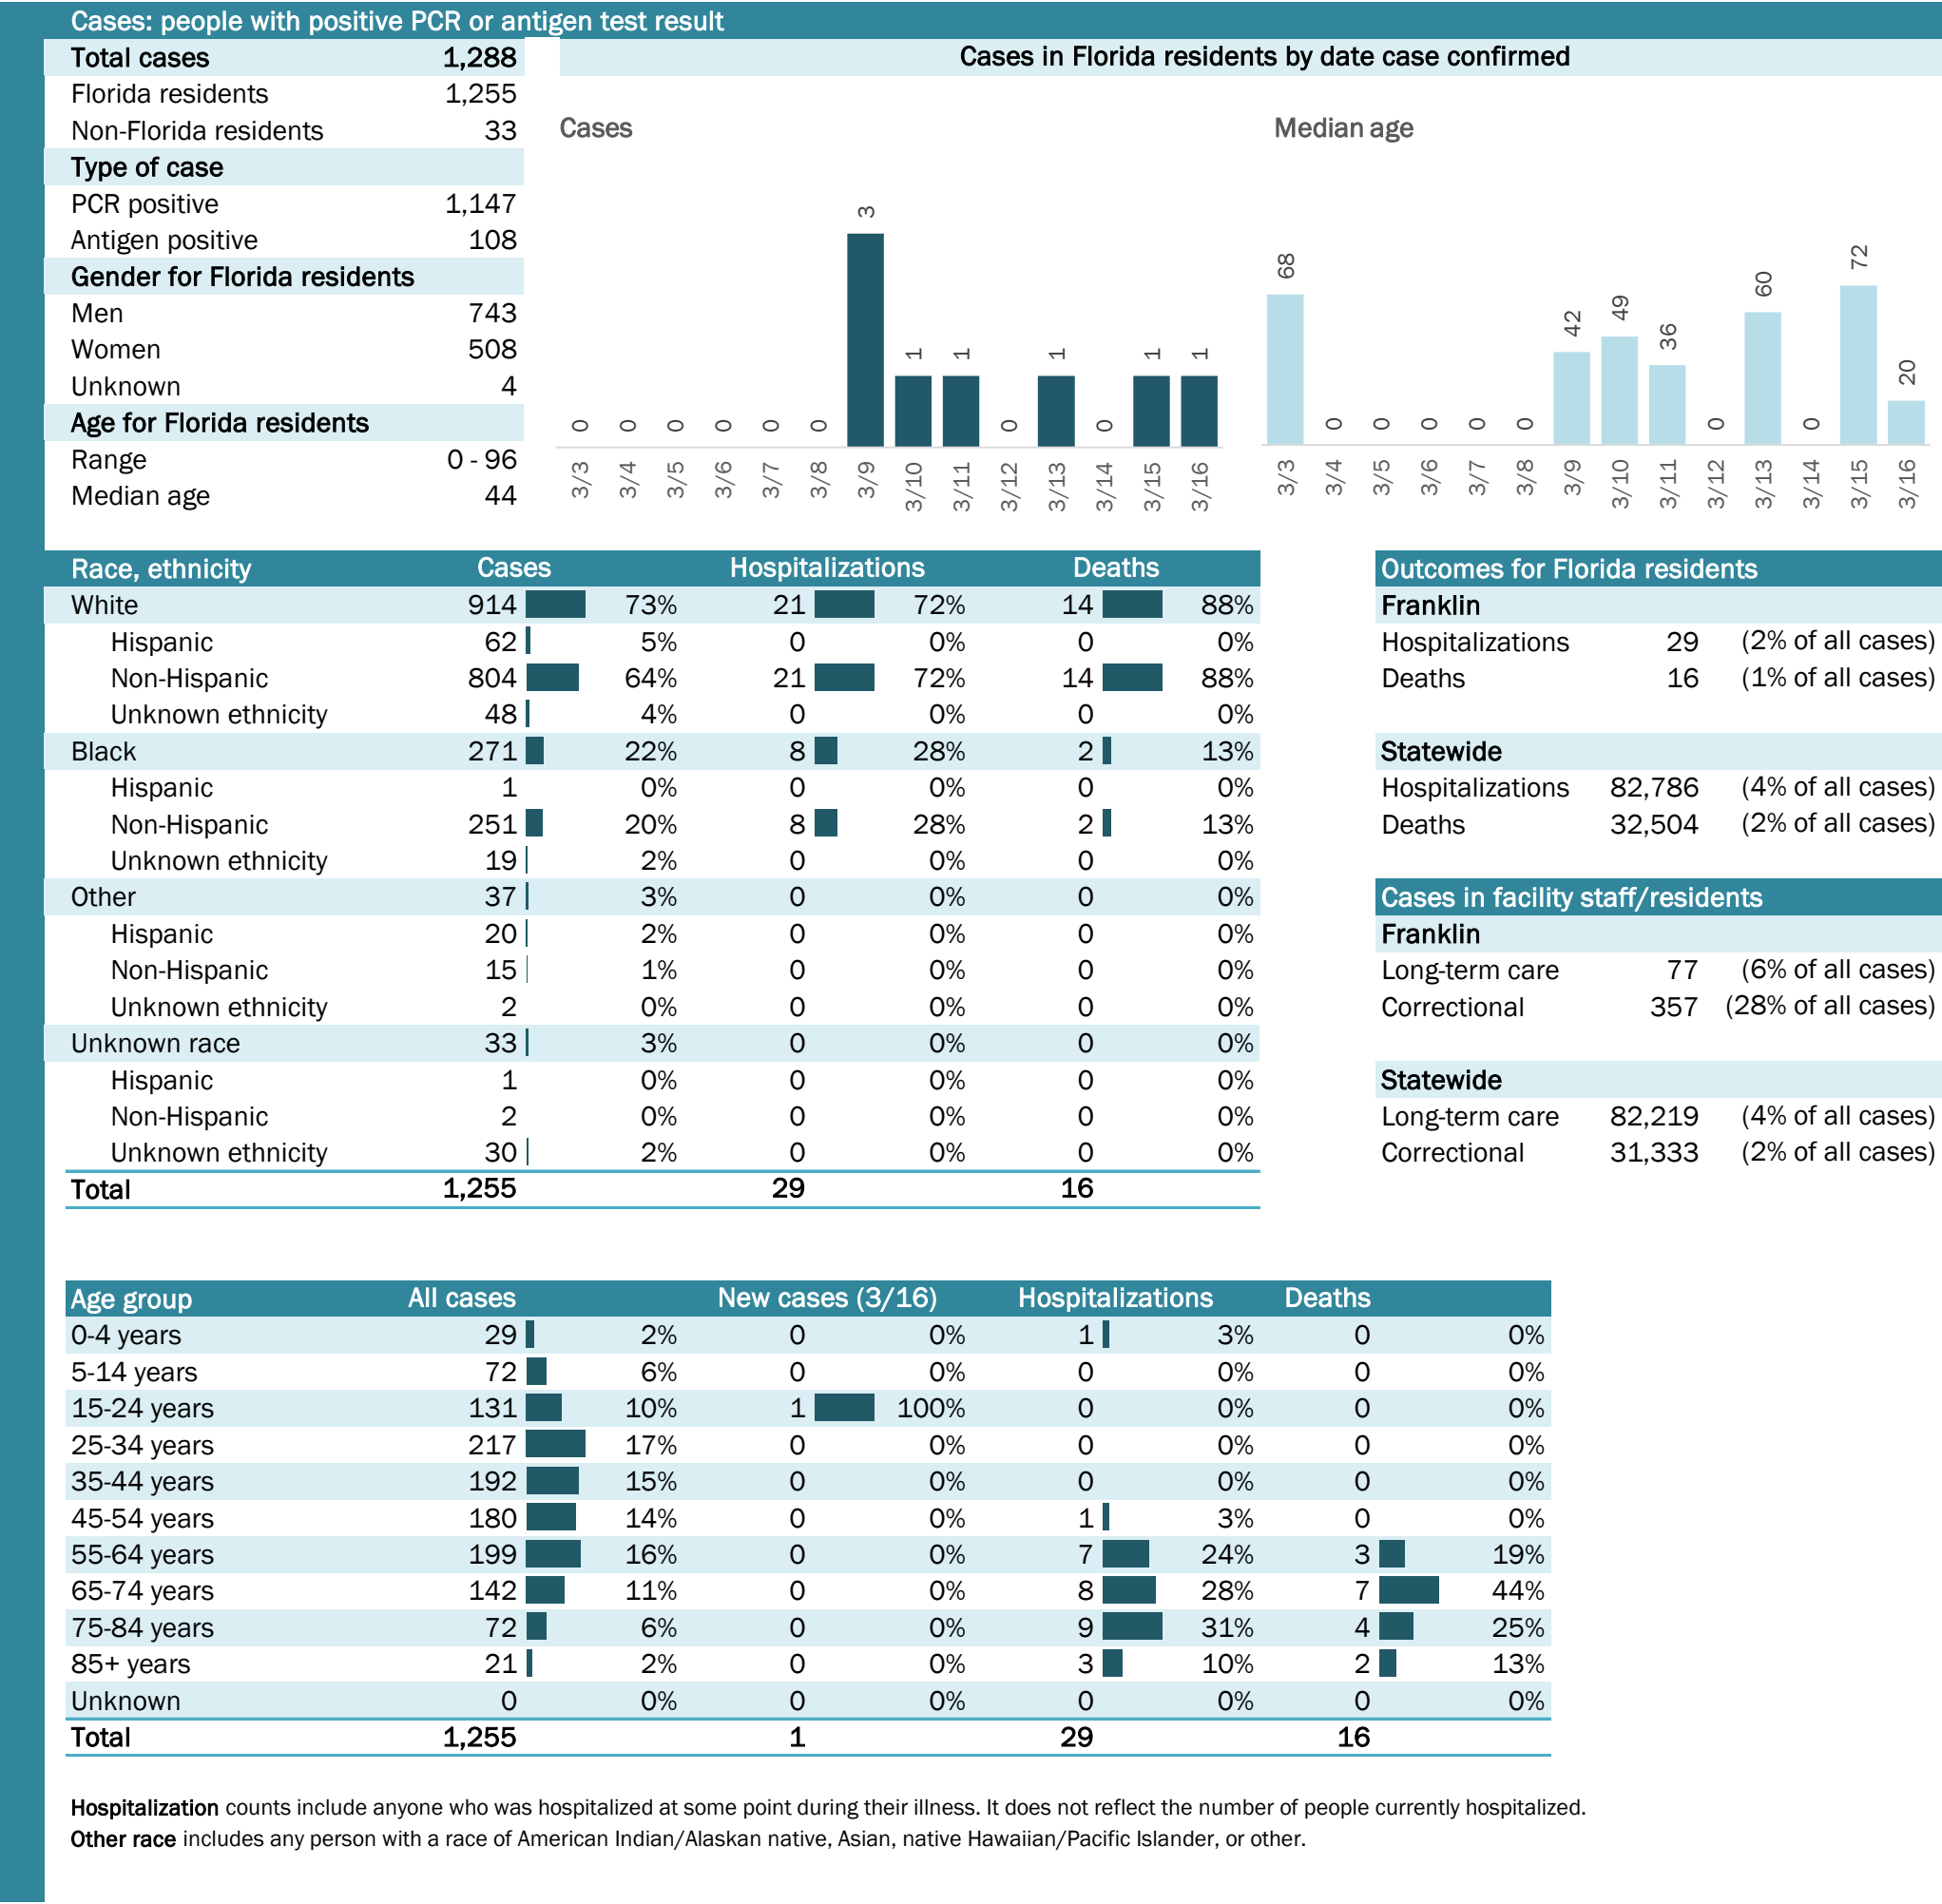 Cases: people with positive PCR or antigen test result
Total cases 1,288
Florida residents 1,255
Non-Florida residents 33
Type of case
PCR positive 1,147
Antigen positive 108
Gender for Florida residents
Men 743
Women 508
Unknown 4
Age for Florida residents
Range 0 - 96
Median age 44
Cases in Florida residents by date case confirmed
Cases
0 0 0 0 0 0 3 1 1 0 1 0 1 1
3/3 3/4 3/5 3/6 3/7 3/8 3/9 3/10 3/11 3/12 3/13 3/14 3/15 3/16
Median age
68 0 0 0 0 0 42 49 36 0 60 0 72 20
3/3 3/4 3/5 3/6 3/7 3/8 3/9 3/10 3/11 3/12 3/13 3/14 3/15 3/16
Race, ethnicity Cases Hospitalizations Deaths
White 914 73% 21 72% 14 88%
Hispanic 62 5% 0 0% 0 0%
Non-Hispanic 804 64% 21 72% 14 88%
Unknown ethnicity 48 4% 0 0% 0 0%
Black 271 22% 8 28% 2 13%
Hispanic 1 0% 0 0% 0 0%
Non-Hispanic 251 20% 8 28% 2 13%
Unknown ethnicity 19 2% 0 0% 0 0%
Other 37 3% 0 0% 0 0%
Hispanic 20 2% 0 0% 0 0%
Non-Hispanic 15 1% 0 0% 0 0%
Unknown ethnicity 2 0% 0 0% 0 0%
Unknown race 33 3% 0 0% 0 0%
Hispanic 1 0% 0 0% 0 0%
Non-Hispanic 2 0% 0 0% 0 0%
Unknown ethnicity 30 2% 0 0% 0 0%
Total 1,255 29 16
Outcomes for Florida residents
Franklin
Hospitalizations 29 (2% of all cases)
Deaths 16 (1% of all cases)
Statewide
Hospitalizations 82,786 (4% of all cases)
Deaths 32,504 (2% of all cases)
Cases in facility staff/residents
Franklin
Long-term care 77 (6% of all cases)
Correctional 357 (28% of all cases)
Statewide
Long-term care 82,219 (4% of all cases)
Correctional 31,333 (2% of all cases)
Age group All cases New cases (3/16) Hospitalizations Deaths
0-4 years 29 2% 0 0% 1 3% 0 0%
5-14 years 72 6% 0 0% 0 0% 0 0%
15-24 years 131 10% 1 100% 0 0% 0 0%
25-34 years 217 17% 0 0% 0 0% 0 0%
35-44 years 192 15% 0 0% 0 0% 0 0%
45-54 years 180 14% 0 0% 1 3% 0 0%
55-64 years 199 16% 0 0% 7 24% 3 19%
65-74 years 142 11% 0 0% 8 28% 7 44%
75-84 years 72 6% 0 0% 9 31% 4 25%
85+ years 21 2% 0 0% 3 10% 2 13%
Unknown 0 0% 0 0% 0 0% 0 0%
Total 1,255 1 29 16
Hospitalization counts include anyone who was hospitalized at some point during their illness. It does not reflect the number of people currently hospitalized.
Other race includes any person with a race of American Indian/Alaskan native, Asian, native Hawaiian/Pacific Islander, or other.